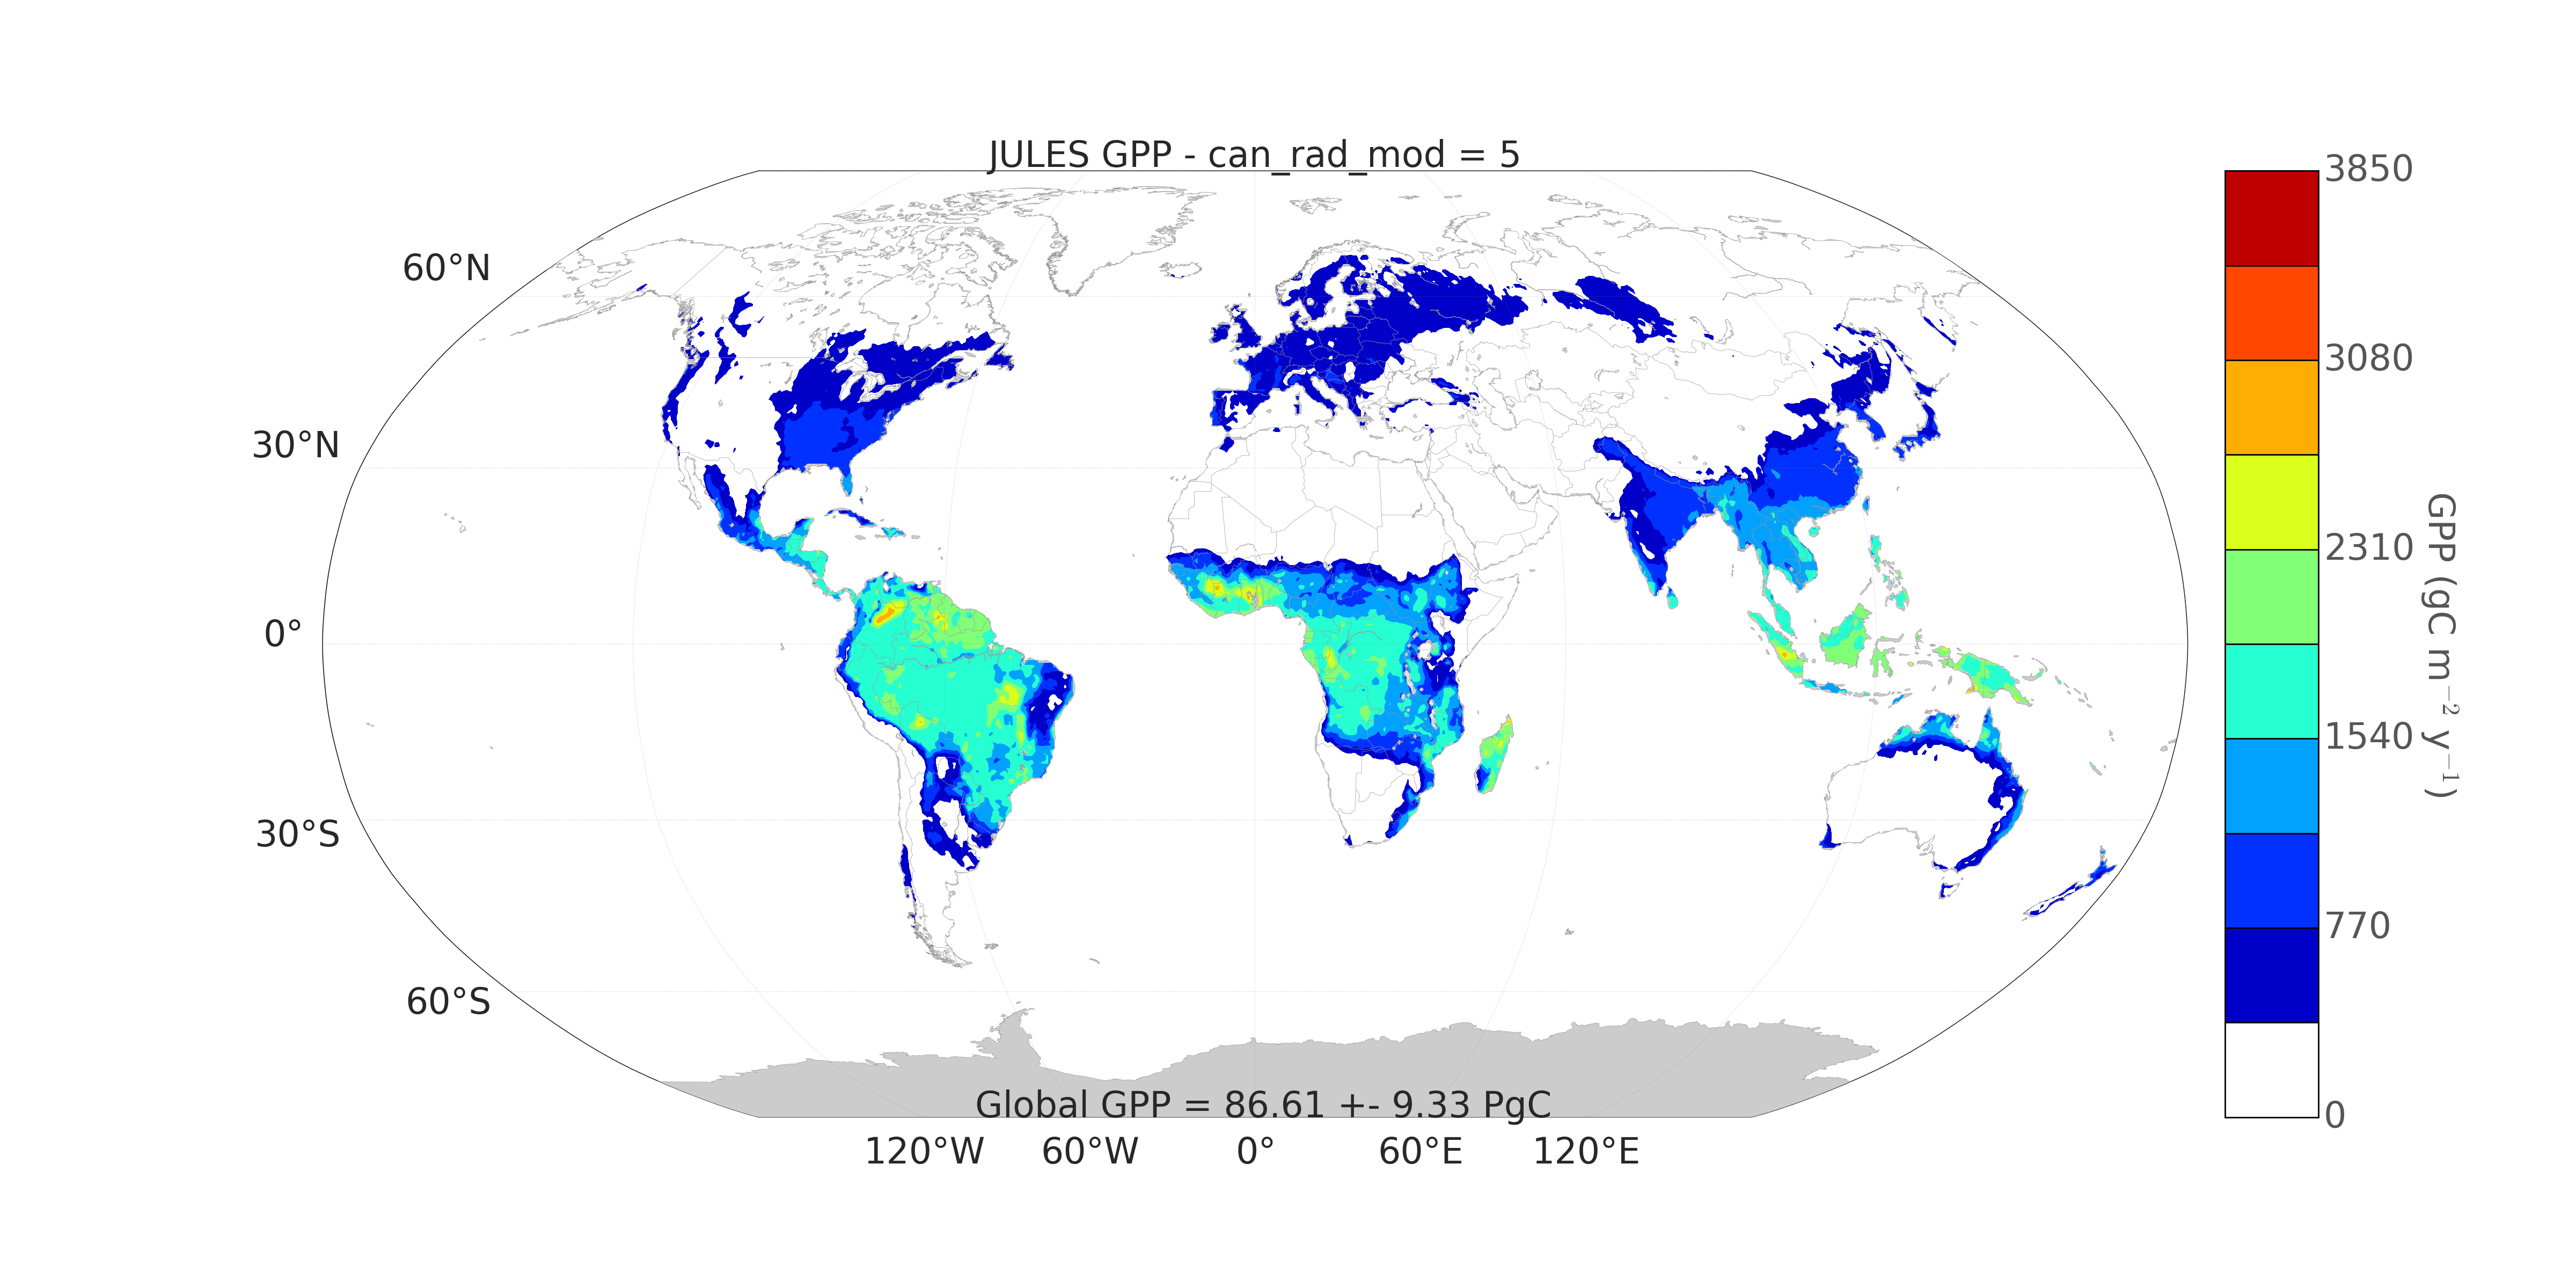 JULES GPP - can_rad_mod = 5
60°N
30°N
0°
30°S
60°S
Global GPP = 86.61 +- 9.33 PgC
120°W 60°W 0° 60°E 120°E
3850
3080
2310
1540
770
0
GPP (gC m⁻² y⁻¹)